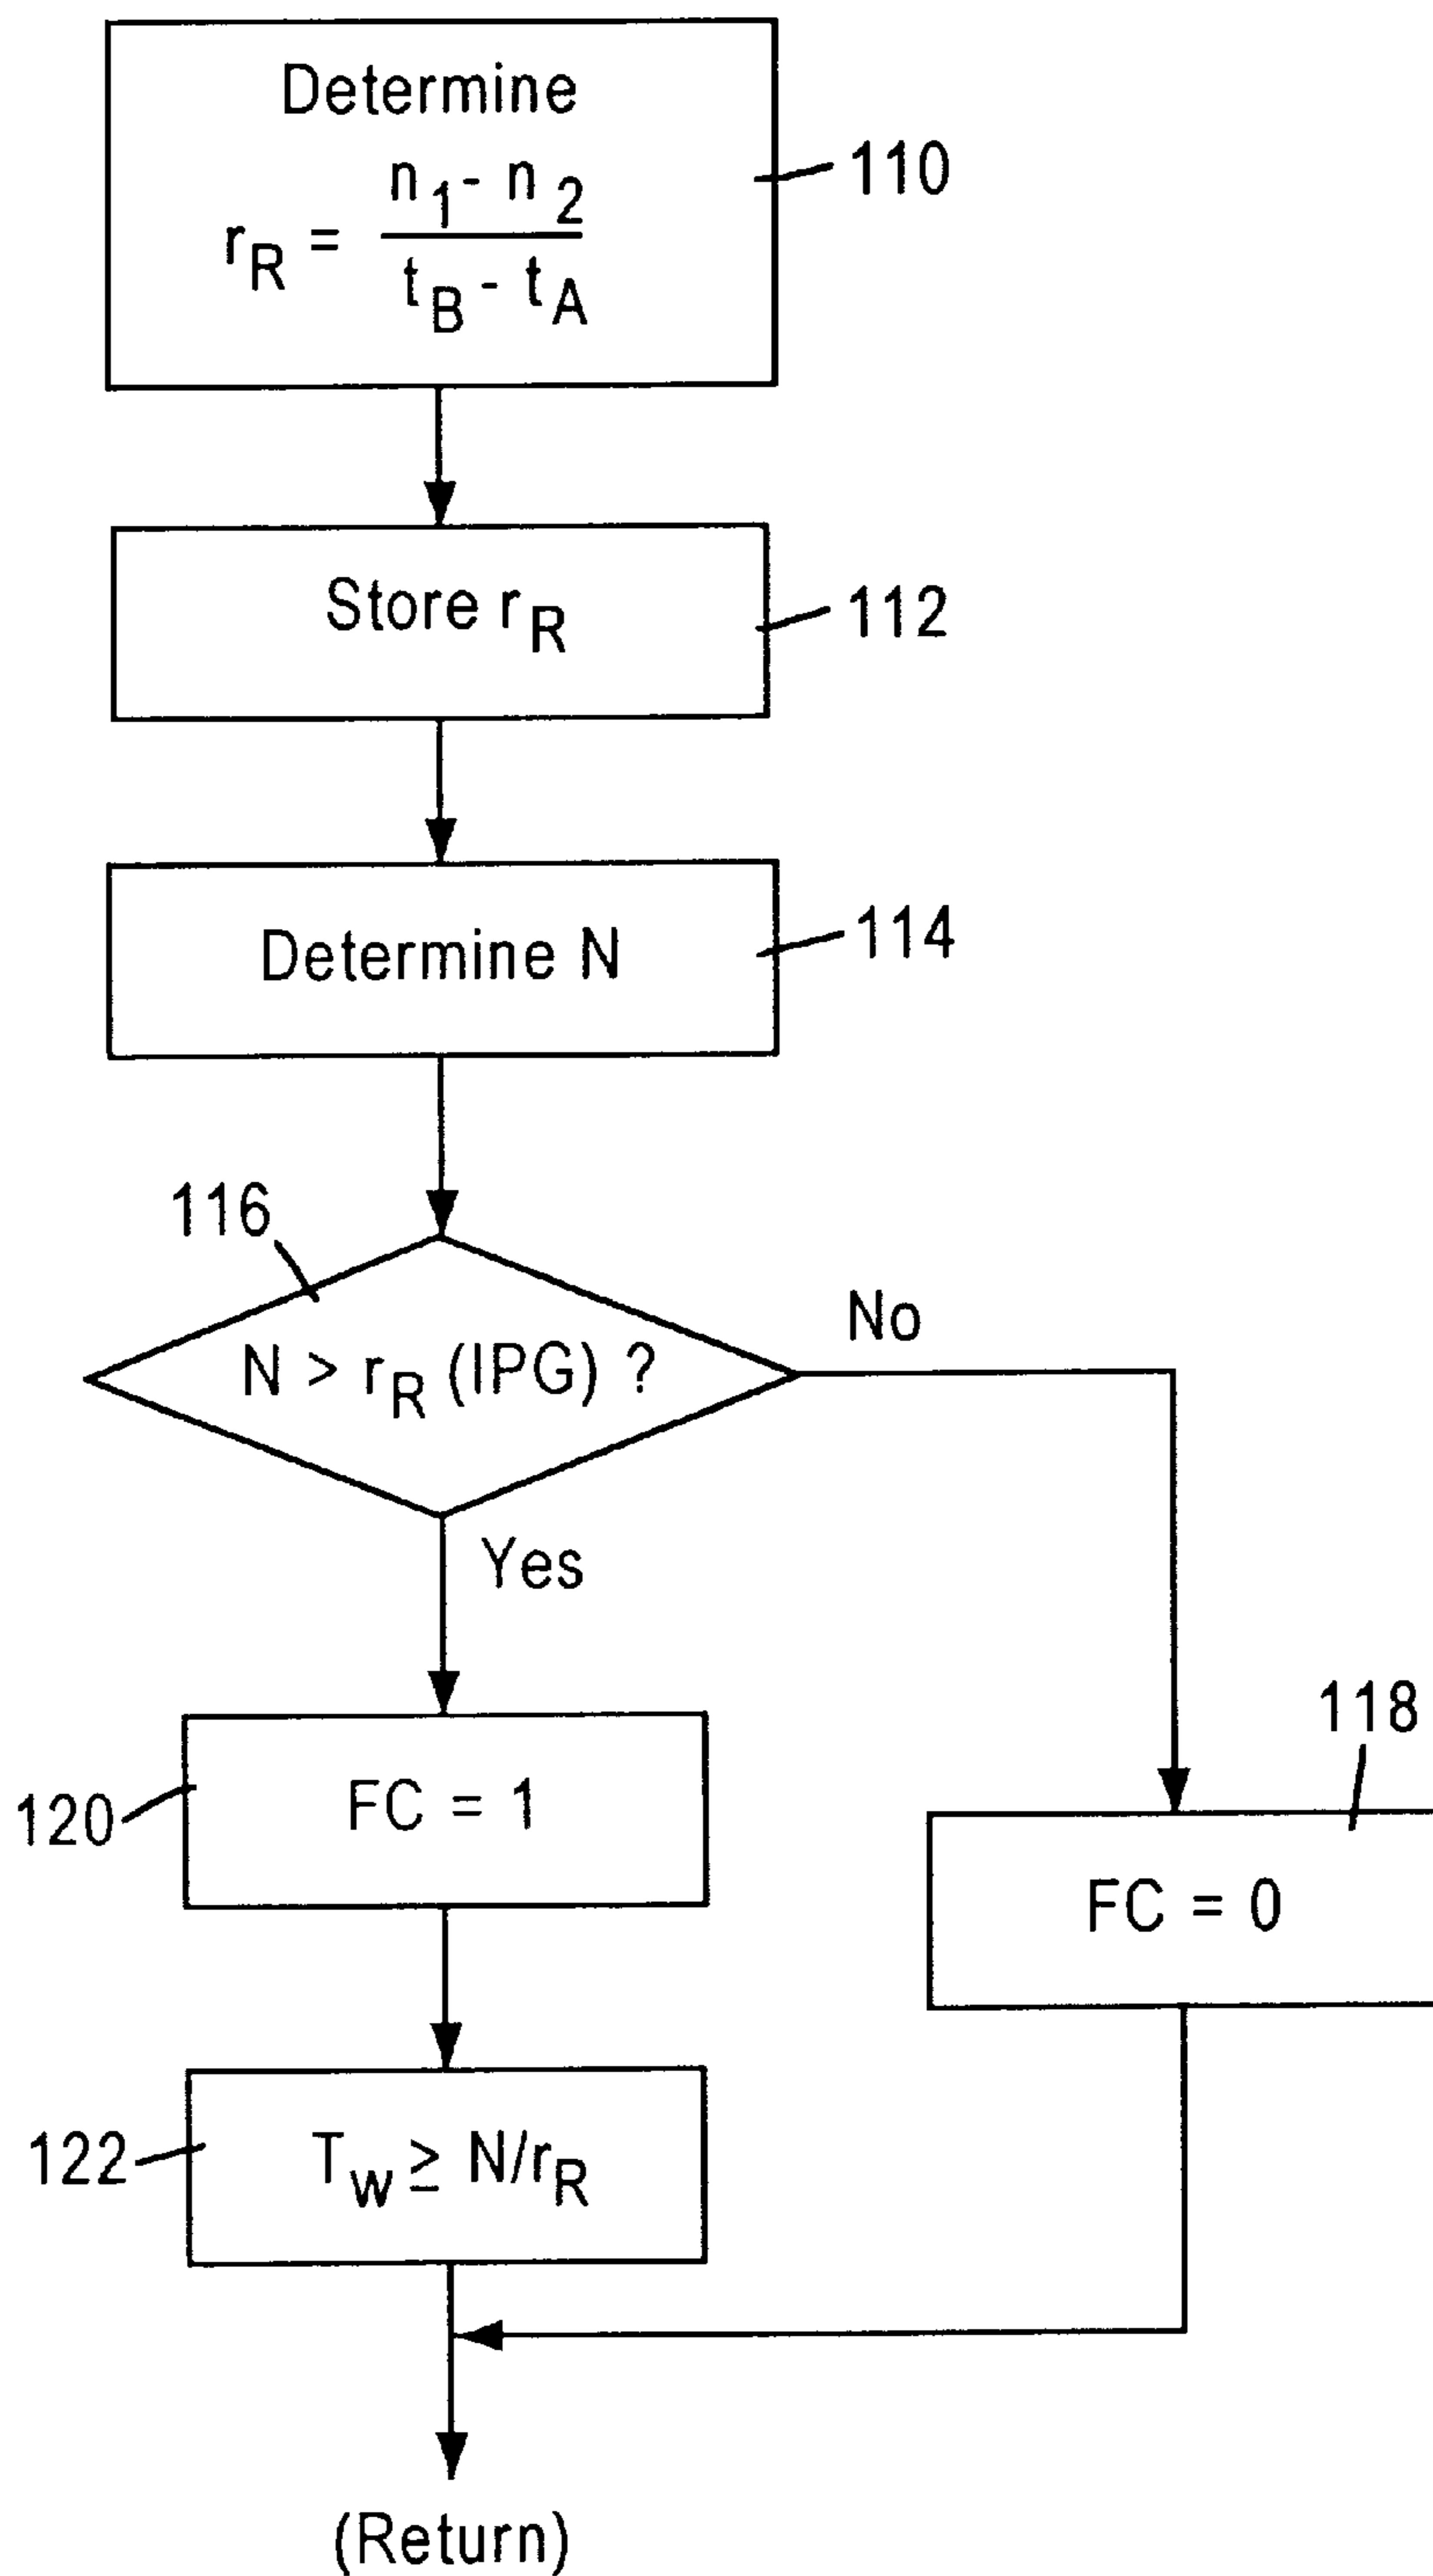 Determine
r_R = (n_1 - n_2) / (t_B - t_A)
110
Store r_R
112
Determine N
114
116
N > r_R (IPG) ?
No
Yes
118
120
FC = 1
FC = 0
122
T_w ≥ N/r_R
(Return)